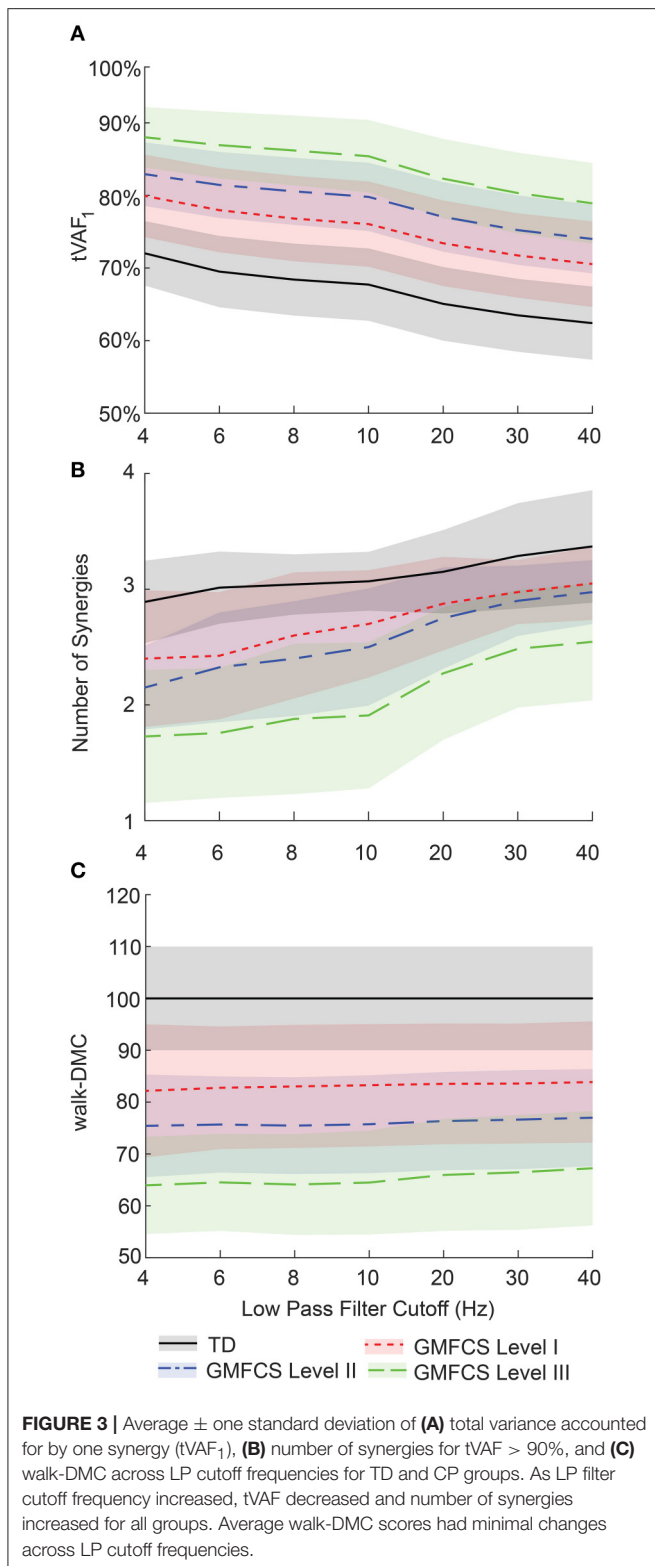 A
100%
90%
80%
70%
60%
50%
tVAF1
4 6 8 10 20 30 40
B
4
3
2
1
Number of Synergies
4 6 8 10 20 30 40
C
120
110
100
90
80
70
60
50
walk-DMC
4 6 8 10 20 30 40
Low Pass Filter Cutoff (Hz)
TD GMFCS Level I
GMFCS Level II GMFCS Level III
FIGURE 3 | Average ± one standard deviation of (A) total variance accounted
for by one synergy (tVAF1), (B) number of synergies for tVAF > 90%, and (C)
walk-DMC across LP cutoff frequencies for TD and CP groups. As LP filter
cutoff frequency increased, tVAF decreased and number of synergies
increased for all groups. Average walk-DMC scores had minimal changes
across LP cutoff frequencies.